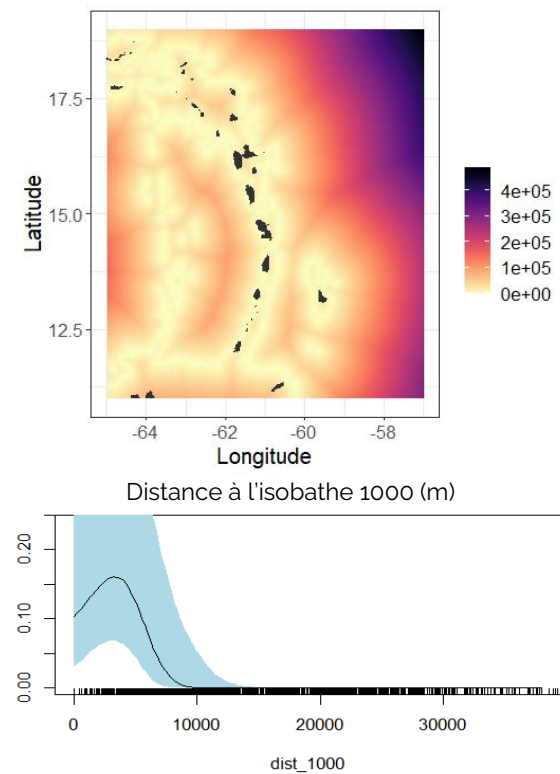 Latitude
17.5
15.0
12.5
-64 -62 -60 -58
Longitude
4e+05
3e+05
2e+05
1e+05
0e+00
Distance à l'isobathe 1000 (m)
0.20
0.10
0.00
0 10000 20000 30000
dist_1000